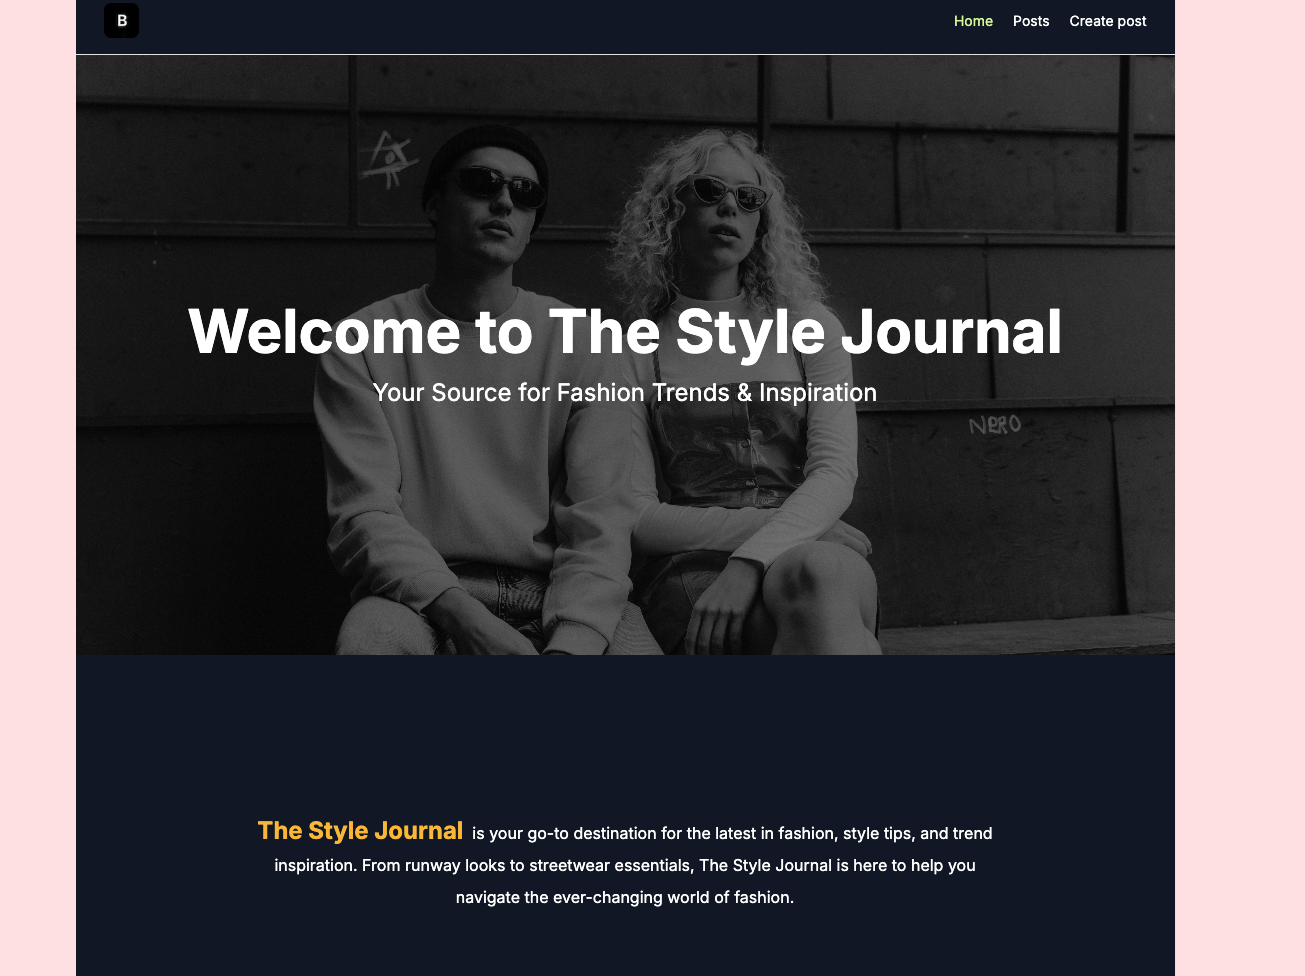 B
Home Posts Create post
Welcome to The Style Journal
Your Source for Fashion Trends & Inspiration
NERO
The Style Journal is your go-to destination for the latest in fashion, style tips, and trend
inspiration. From runway looks to streetwear essentials, The Style Journal is here to help you
navigate the ever-changing world of fashion.